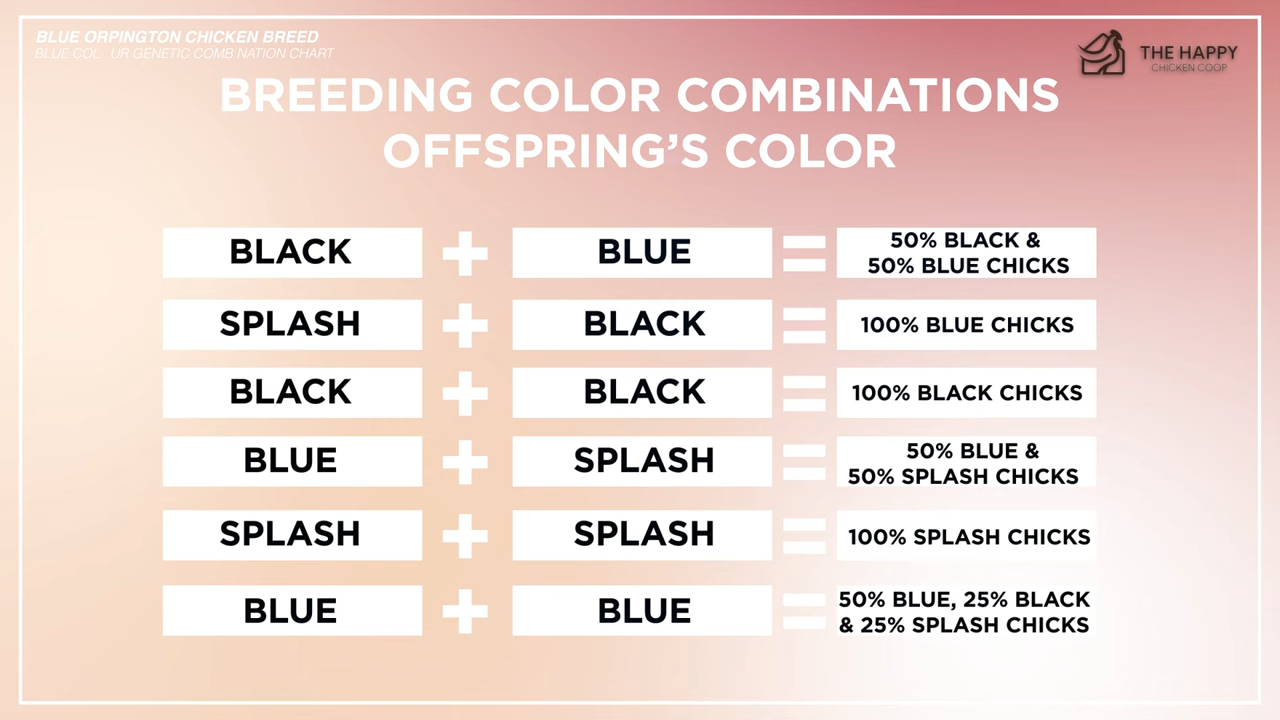 BLUE ORPINGTON CHICKEN BREED
BLUE COL UR GENETIC COMB NATION CHART
THE HAPPY
CHICKEN COOP
BREEDING COLOR COMBINATIONS
OFFSPRING'S COLOR
BLACK + BLUE = 50% BLACK &
50% BLUE CHICKS
SPLASH + BLACK = 100% BLUE CHICKS
BLACK + BLACK = 100% BLACK CHICKS
BLUE + SPLASH = 50% BLUE &
50% SPLASH CHICKS
SPLASH + SPLASH = 100% SPLASH CHICKS
BLUE + BLUE = 50% BLUE, 25% BLACK
& 25% SPLASH CHICKS